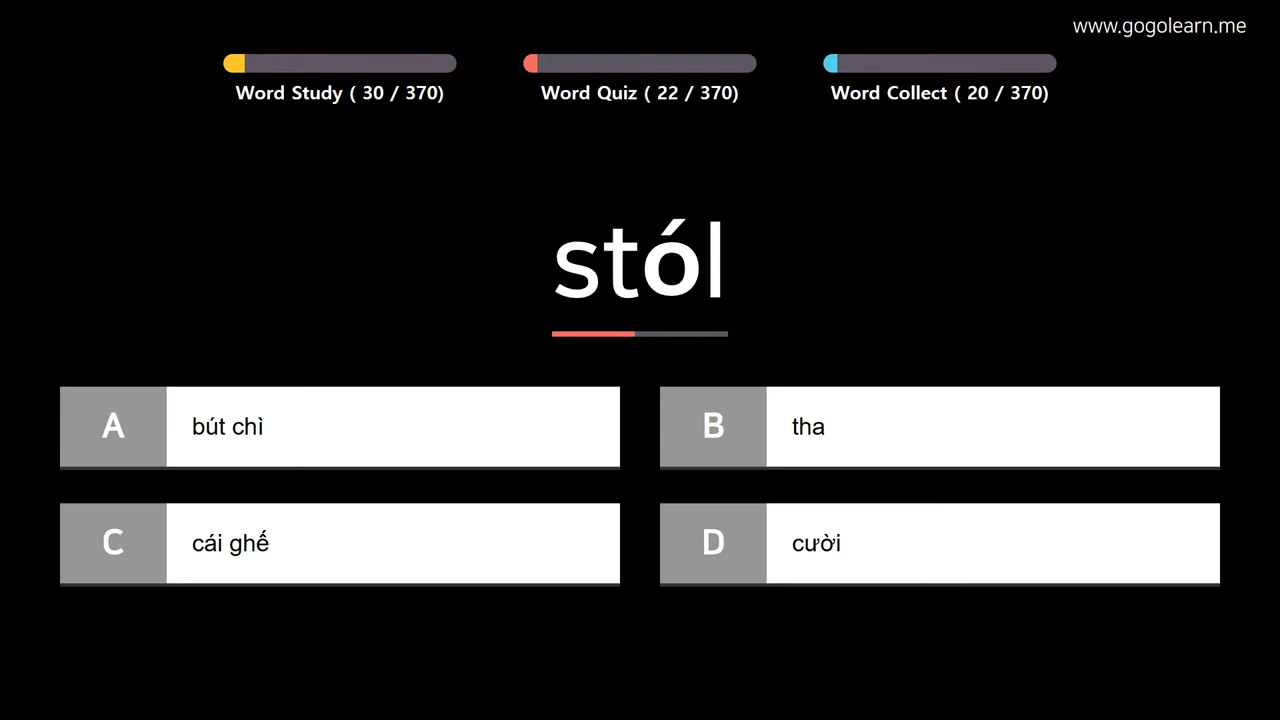 www.gogolearn.me
Word Study ( 30 / 370)
Word Quiz ( 22 / 370)
Word Collect ( 20 / 370)
stól
A bút chì
B tha
C cái ghế
D cười